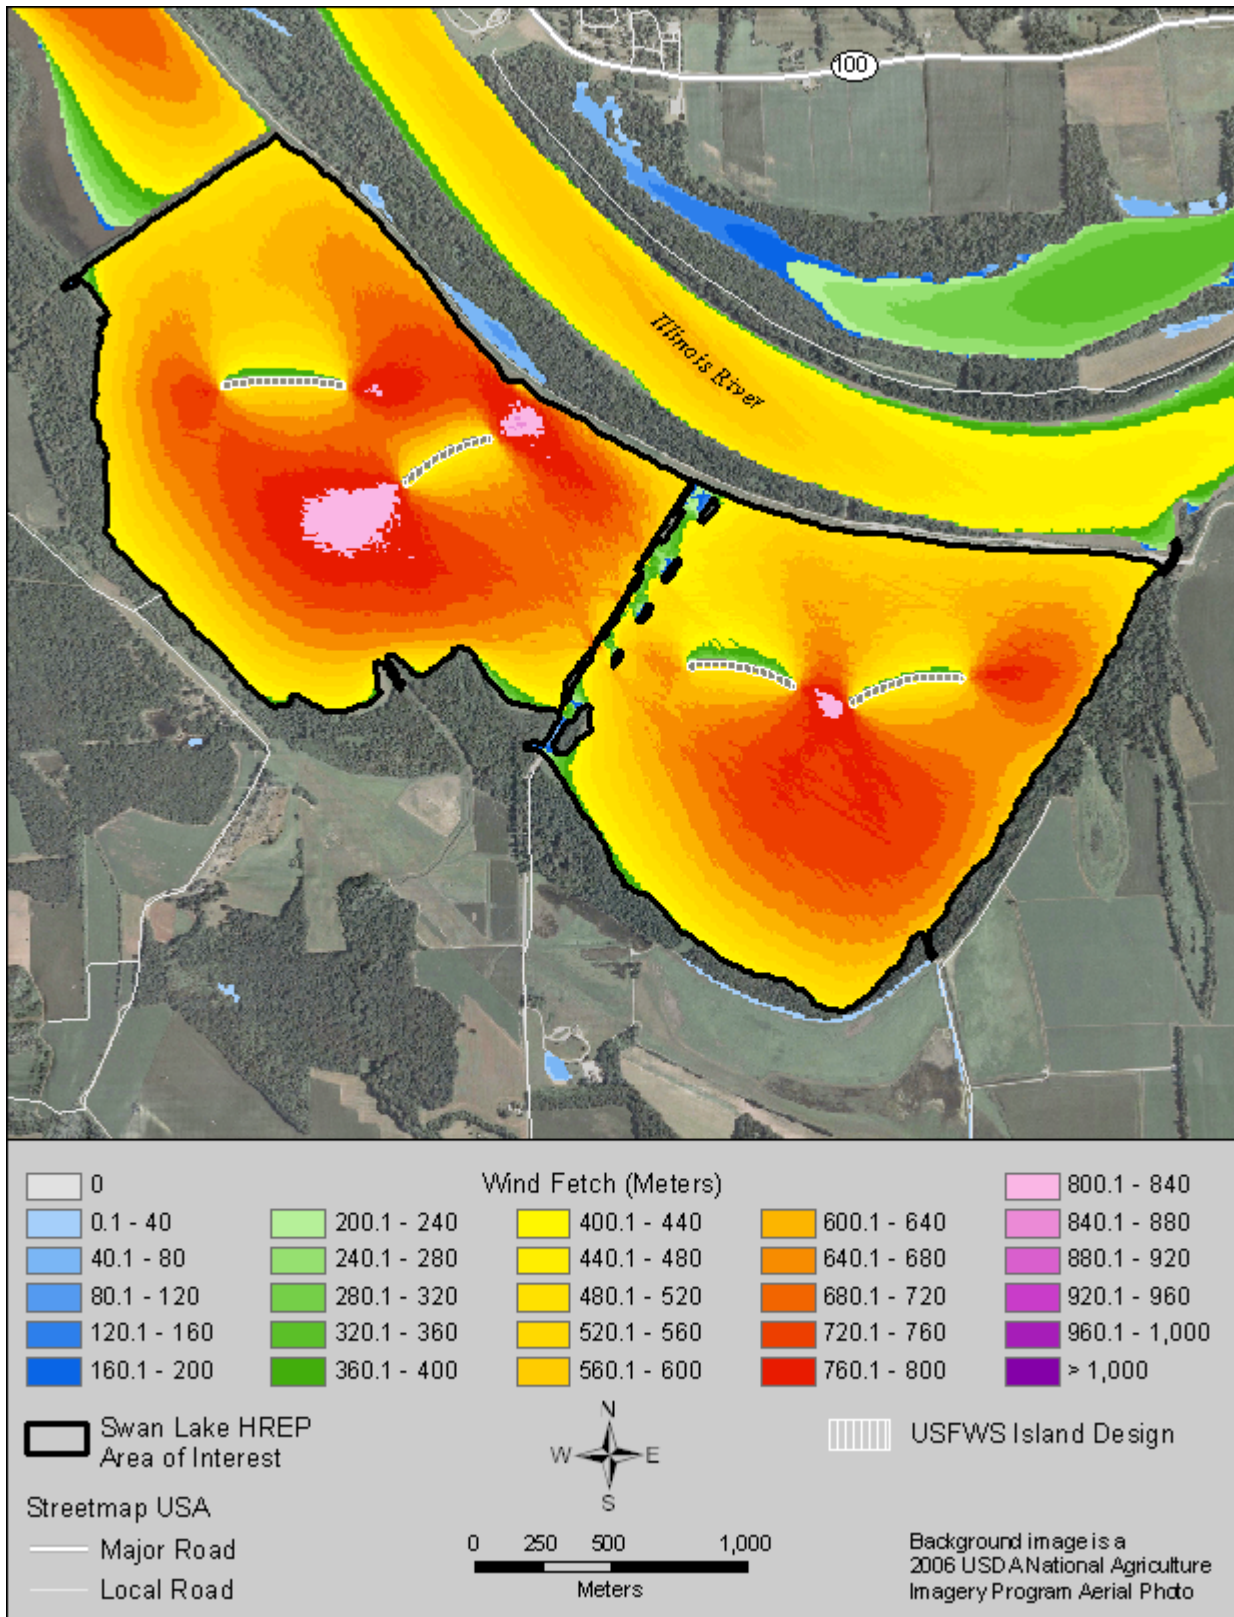 100
Illinois River
Wind Fetch (Meters)
0
0.1 - 40
40.1 - 80
80.1 - 120
120.1 - 160
160.1 - 200
200.1 - 240
240.1 - 280
280.1 - 320
320.1 - 360
360.1 - 400
400.1 - 440
440.1 - 480
480.1 - 520
520.1 - 560
560.1 - 600
600.1 - 640
640.1 - 680
680.1 - 720
720.1 - 760
760.1 - 800
800.1 - 840
840.1 - 880
880.1 - 920
920.1 - 960
960.1 - 1,000
> 1,000
Swan Lake HREP
Area of Interest
N
W E
S
USFWS Island Design
Streetmap USA
Major Road
Local Road
0 250 500 1,000
Meters
Background image is a
2006 USDA National Agriculture
Imagery Program Aerial Photo